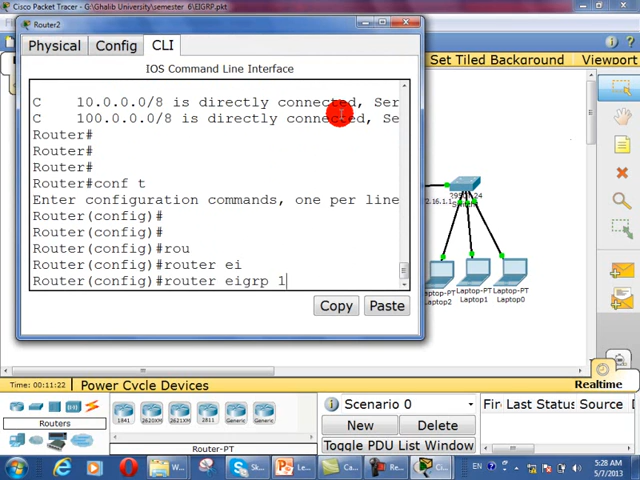 Cisco Packet Tracer - G:\Ghalib University\semester 6\EIGRP.pkt
Router2
Physical Config CLI
Set Tiled Background Viewport
IOS Command Line Interface
C 10.0.0.0/8 is directly connected, Ser
C 100.0.0.0/8 is directly connected, Se
Router#
Router#
Router#
Router#conf t
Enter configuration commands, one per line
Router(config)#
Router(config)#
Router(config)#rou
Router(config)#router ei
Router(config)#router eigrp 1
Copy Paste
Laptop-PT Laptop-PT Laptop-PT
Laptop2 Laptop1 Laptop0
Time: 00:11:22 Power Cycle Devices Realtime
Routers
1841 2620XM 2621XM 2811 Generic Generic
Router-PT
Scenario 0
New Delete
Toggle PDU List Window
Fir Last Status Source D
W... Sk... Le... Ca... Ci...
EN
5:28 AM
5/7/2013